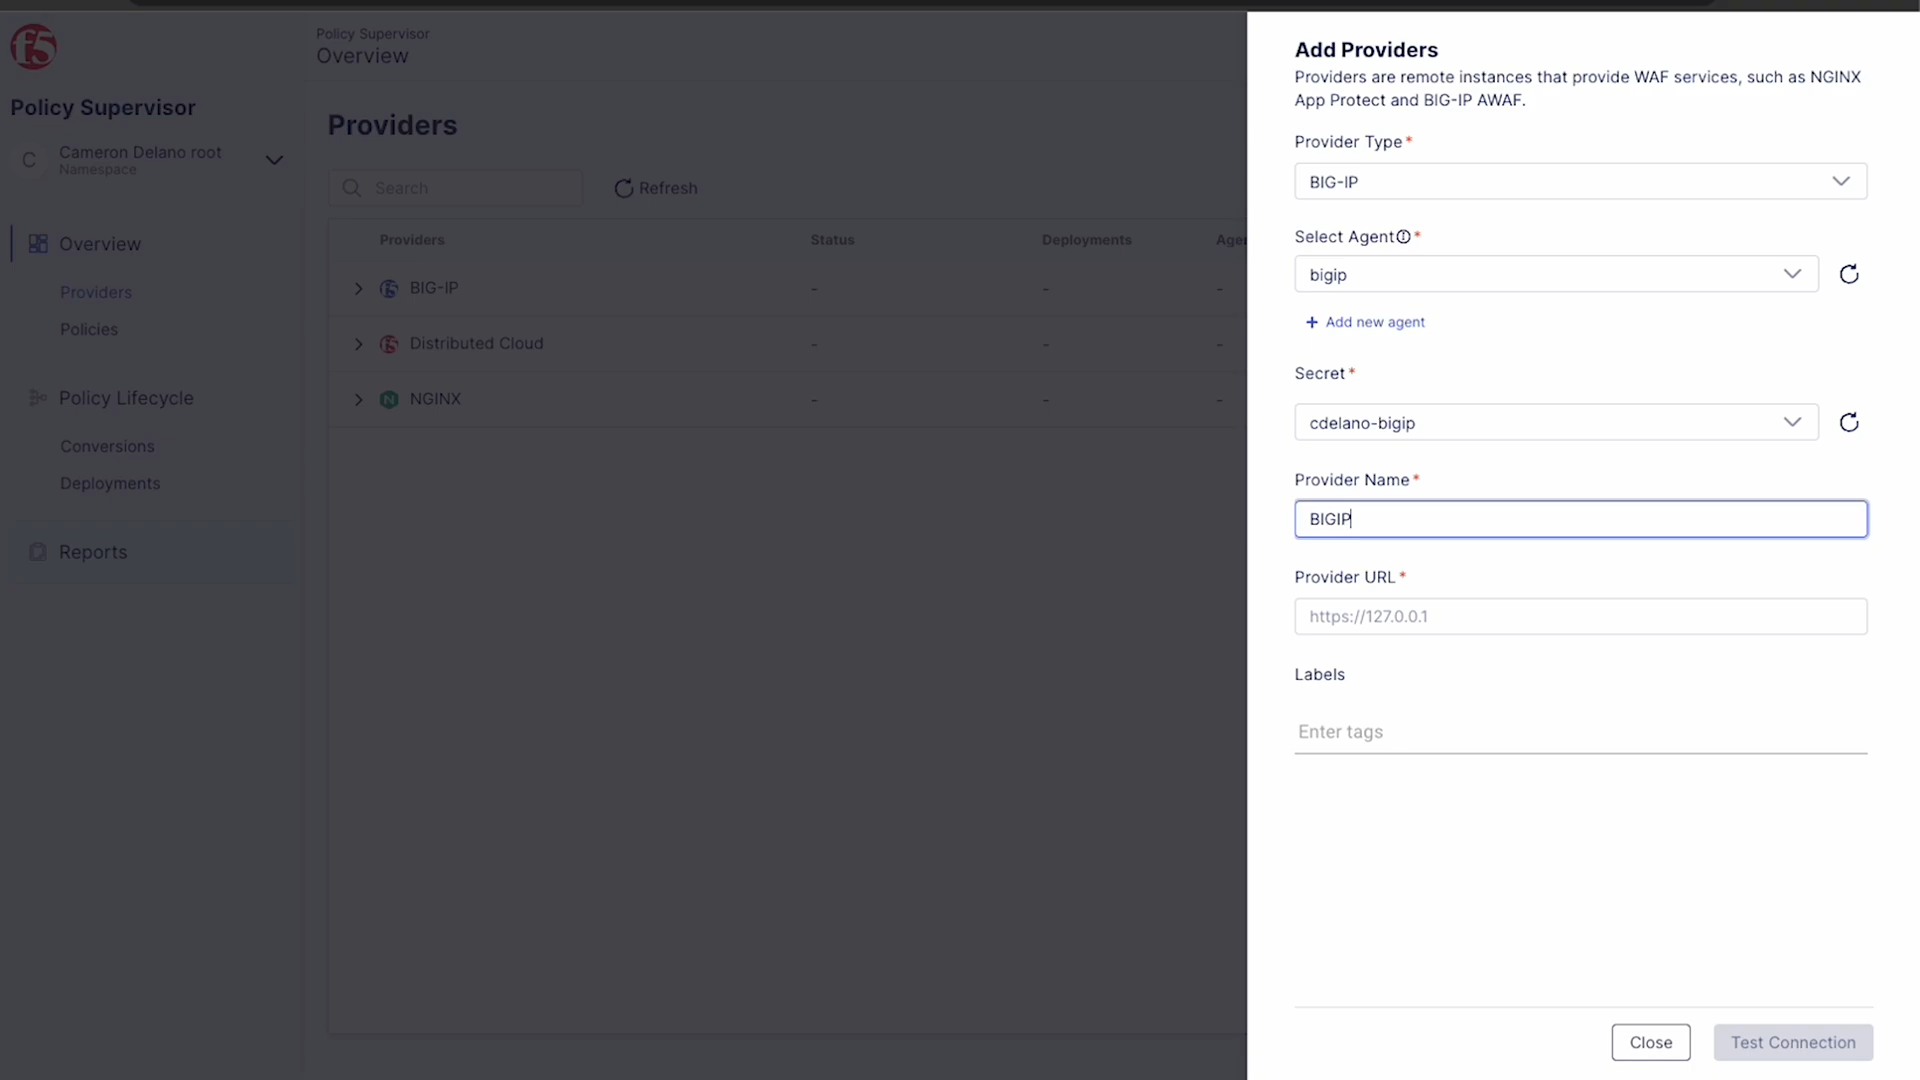 f5
Policy Supervisor
C
Cameron Delano root
Namespace
Overview
Providers
Policies
Policy Lifecycle
Conversions
Deployments
Reports
Policy Supervisor
Overview
Providers
Search
Refresh
Providers Status Deployments Agen
BIG-IP - - -
Distributed Cloud - - -
NGINX - - -
Add Providers
Providers are remote instances that provide WAF services, such as NGINX
App Protect and BIG-IP AWAF.
Provider Type*
BIG-IP
Select Agent*
bigip
+ Add new agent
Secret*
cdelano-bigip
Provider Name*
BIGIP
Provider URL*
https://127.0.0.1
Labels
Enter tags
Close
Test Connection